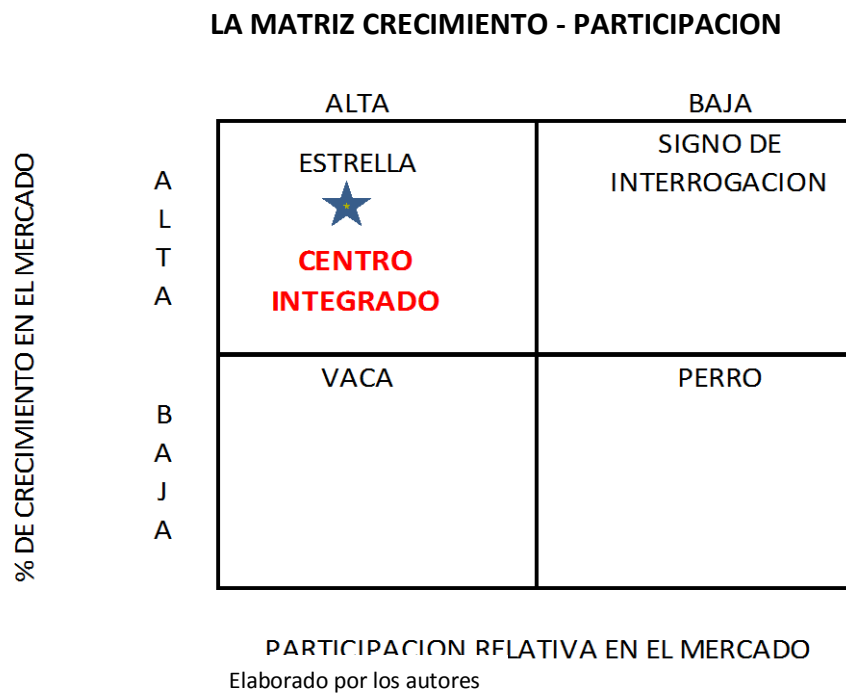 LA MATRIZ CRECIMIENTO - PARTICIPACION
ALTA
BAJA
% DE CRECIMIENTO EN EL MERCADO
A
L
T
A
ESTRELLA
CENTRO
INTEGRADO
SIGNO DE
INTERROGACION
B
A
J
A
VACA
PERRO
PARTICIPACION RELATIVA EN EL MERCADO
Elaborado por los autores